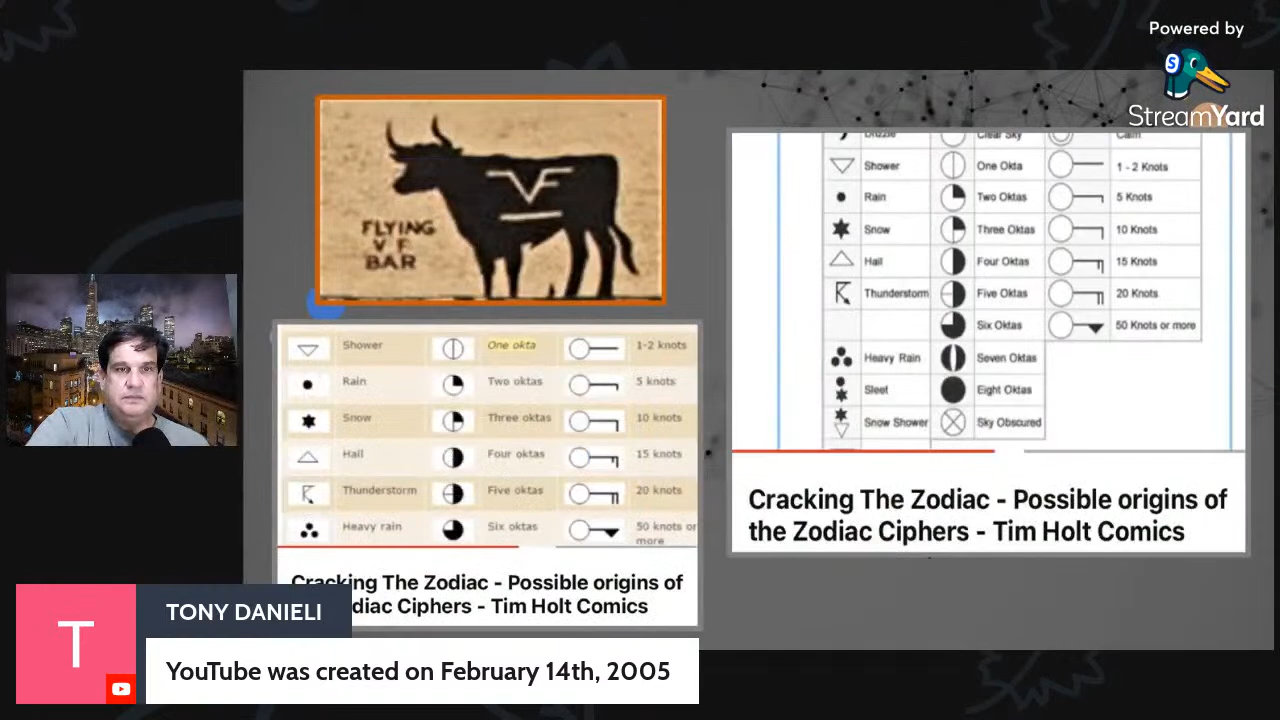 Powered by
StreamYard
FLYING
V F
BAR
Shower One okta 1-2 knots
Rain Two oktas 5 knots
Snow Three oktas 10 knots
Hail Four oktas 15 knots
Thunderstorm Five oktas 20 knots
Heavy rain Six oktas 50 knots or
more
Cracking The Zodiac - Possible origins of
diac Ciphers - Tim Holt Comics
Drizzle Clear Sky Calm
Shower One Okta 1 - 2 Knots
Rain Two Oktas 5 Knots
Snow Three Oktas 10 Knots
Hail Four Oktas 15 Knots
Thunderstorm Five Oktas 20 Knots
Six Oktas 50 Knots or more
Heavy Rain Seven Oktas
Sleet Eight Oktas
Snow Shower Sky Obscured
Cracking The Zodiac - Possible origins of
the Zodiac Ciphers - Tim Holt Comics
T
TONY DANIELI
YouTube was created on February 14th, 2005